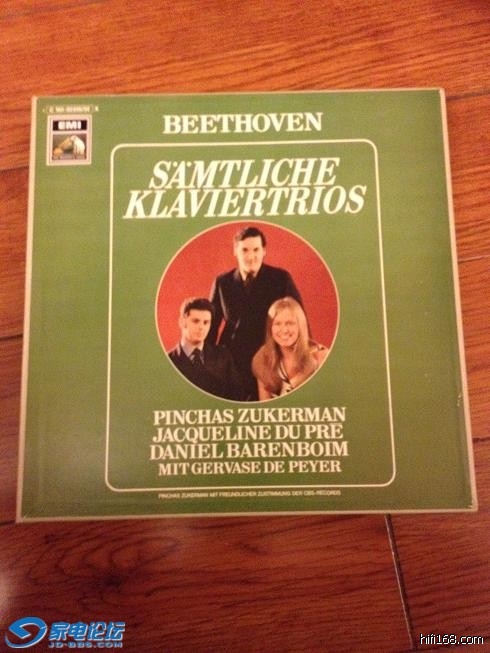 EMI
BEETHOVEN
SÄMTLICHE
KLAVIERTRIOS
PINCHAS ZUKERMAN
JACQUELINE DU PRÉ
DANIEL BARENBOIM
MIT GERVASE DE PEYER
PINCHAS ZUKERMAN MIT FREUNDLICHER ZUSTIMMUNG DER CBS-RECORDS
家电论坛
JD-BBS.COM
hifi168.com